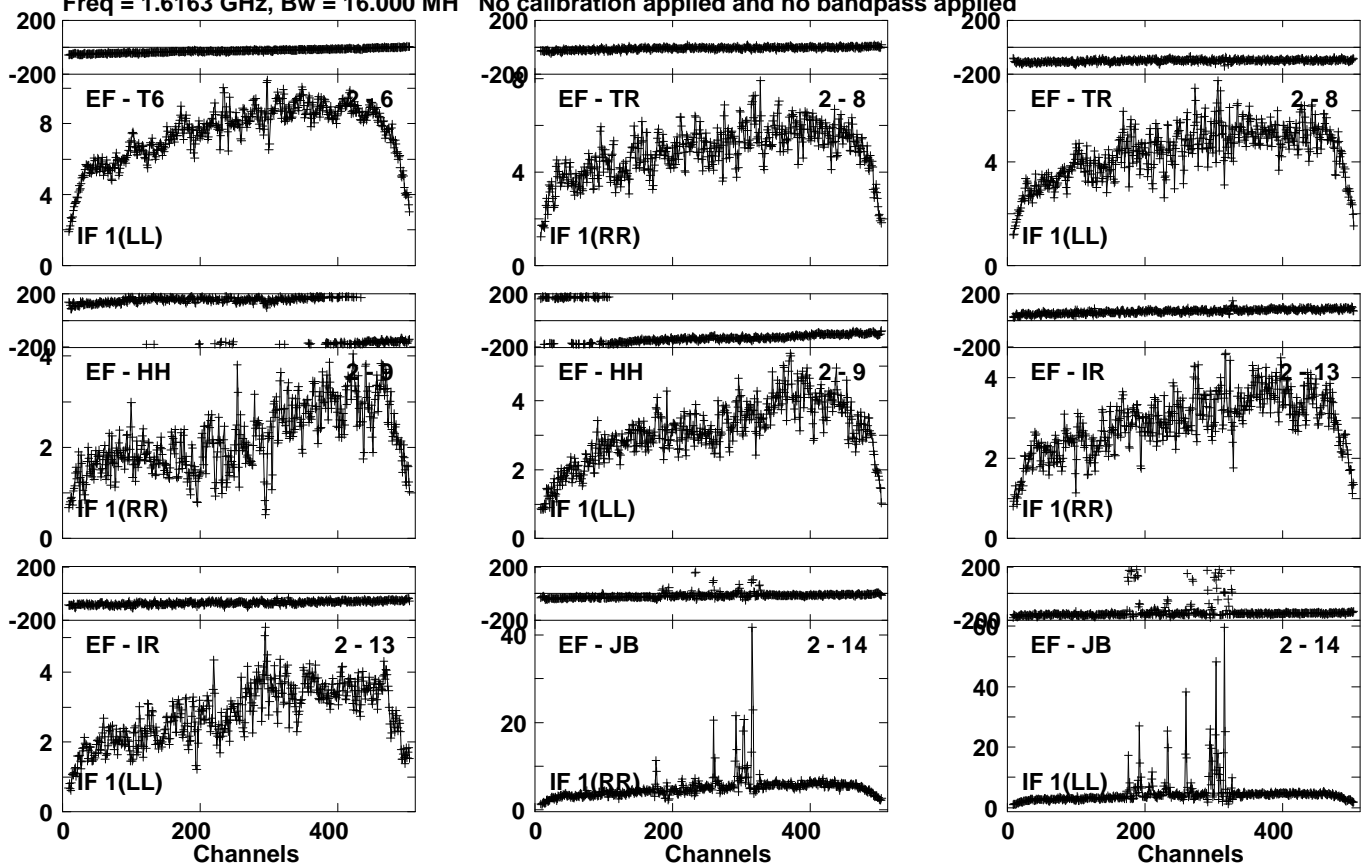 Freq = 1.6163 GHz, Bw = 16.000 MH No calibration applied and no bandpass applied
200
-200
EF - T6 2 - 6
8
4
0
IF 1(LL)
-200
8
EF - TR 2 - 8
4
0
IF 1(RR)
200
-200
EF - TR 2 - 8
4
0
IF 1(LL)
200
-200
4
EF - HH 2 - 9
2
0
IF 1(RR)
-200
EF - HH 2 - 9
4
2
0
IF 1(LL)
200
-200
EF - IR 2 - 13
4
2
0
IF 1(RR)
200
-200
EF - IR 2 - 13
4
2
0
IF 1(LL)
0 200 400
Channels
200
-200
40
EF - JB 2 - 14
20
0
IF 1(RR)
0 200 400
Channels
200
-200
60
EF - JB 2 - 14
40
20
0
IF 1(LL)
0 200 400
Channels